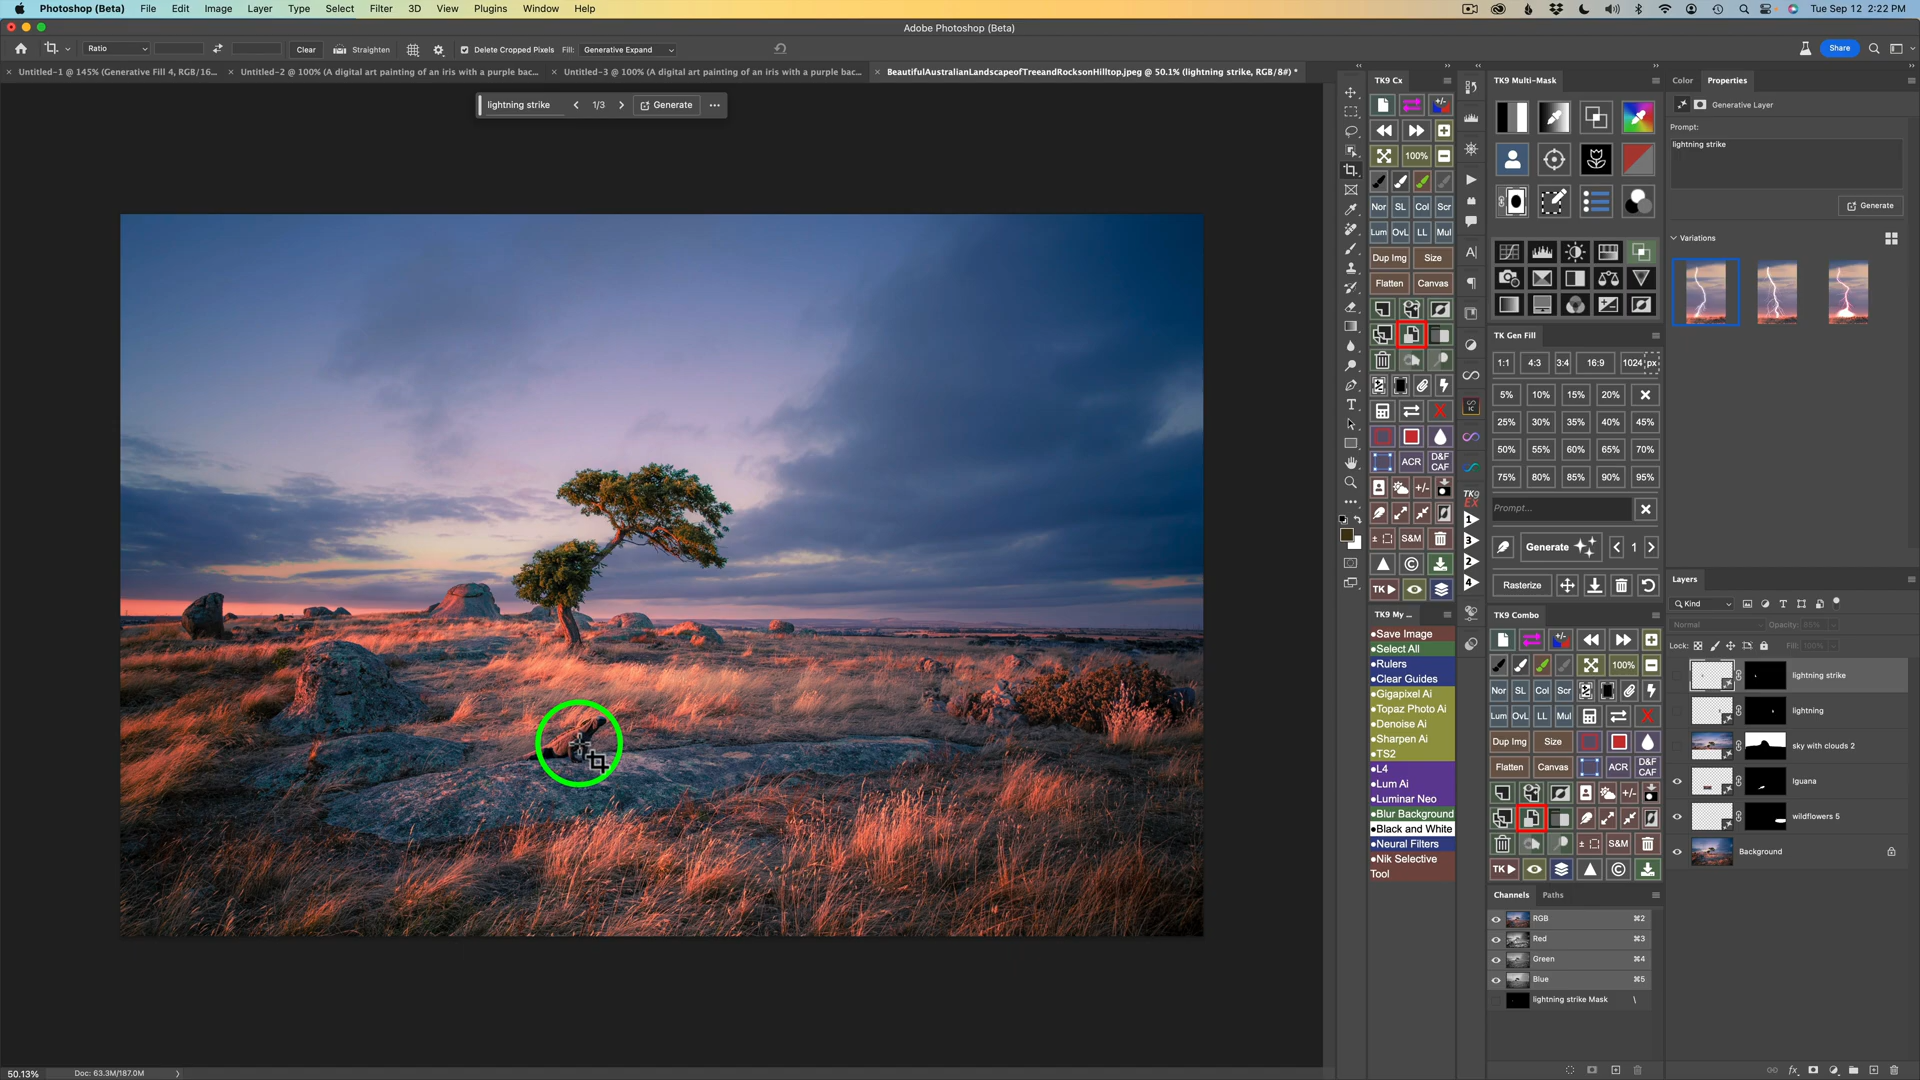 Photoshop (Beta) File Edit Image Layer Type Select Filter 3D View Plugins Window Help Tue Sep 12 2:22 PM
Adobe Photoshop (Beta)
Ratio Clear Straighten Delete Cropped Pixels Fill: Generative Expand Share
Untitled-1 @ 145% (Generative Fill 4, RGB/16... Untitled-2 @ 100% (A digital art painting of an iris with a purple bac... Untitled-3 @ 100% (A digital art painting of an iris with a purple bac... BeautifulAustralianLandscapeofTreeandRocksonHilltop.jpeg @ 50.1% (lightning strike, RGB/8#) *
lightning strike 1/3 Generate
TK9 Cx
100%
Nor SL Col Scr
Lum OvL LL Mul
Dup Img Size
Flatten Canvas
ACR D&F CAF
+/-
S&M
TK
TK9 My ...
Save Image
Select All
Rulers
Clear Guides
Gigapixel Ai
Topaz Photo Ai
Denoise Ai
Sharpen Ai
TS2
L4
Lum Ai
Luminar Neo
Blur Background
Black and White
Neural Filters
Nik Selective
Tool
TK9
EX
1
3
2
4
TK9 Multi-Mask
TK Gen Fill
1:1 4:3 3:4 16:9 1024 px
5% 10% 15% 20%
25% 30% 35% 40% 45%
50% 55% 60% 65% 70%
75% 80% 85% 90% 95%
Prompt...
Generate 1
Rasterize
TK9 Combo
100%
Nor SL Col Scr
Lum OvL LL Mul
Dup Img Size
Flatten Canvas ACR D&F CAF
+/-
S&M
TK
Channels Paths
RGB ⌘2
Red ⌘3
Green ⌘4
Blue ⌘5
lightning strike Mask \
Color Properties
Generative Layer
Prompt:
lightning strike
Generate
Variations
Layers
Kind
Normal Opacity: 65%
Lock: Fill: 100%
lightning strike
lightning
sky with clouds 2
Iguana
wildflowers 5
Background
fx
50.13% Doc: 63.3M/187.0M